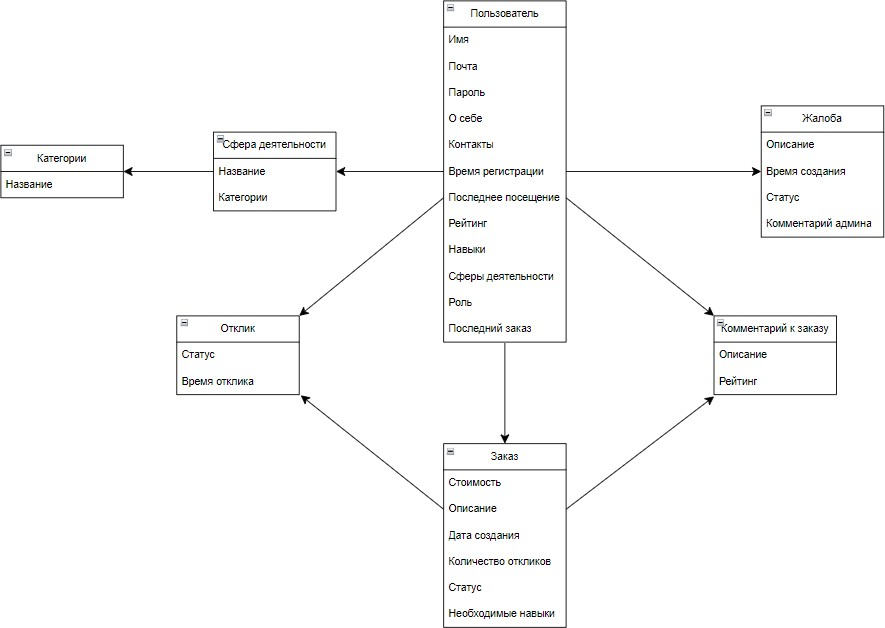 Пользователь
Имя
Почта
Пароль
О себе
Контакты
Время регистрации
Последнее посещение
Рейтинг
Навыки
Сферы деятельности
Роль
Последний заказ
Жалоба
Описание
Время создания
Статус
Комментарий админа
Сфера деятельности
Название
Категории
Категории
Название
Отклик
Статус
Время отклика
Комментарий к заказу
Описание
Рейтинг
Заказ
Стоимость
Описание
Дата создания
Количество откликов
Статус
Необходимые навыки